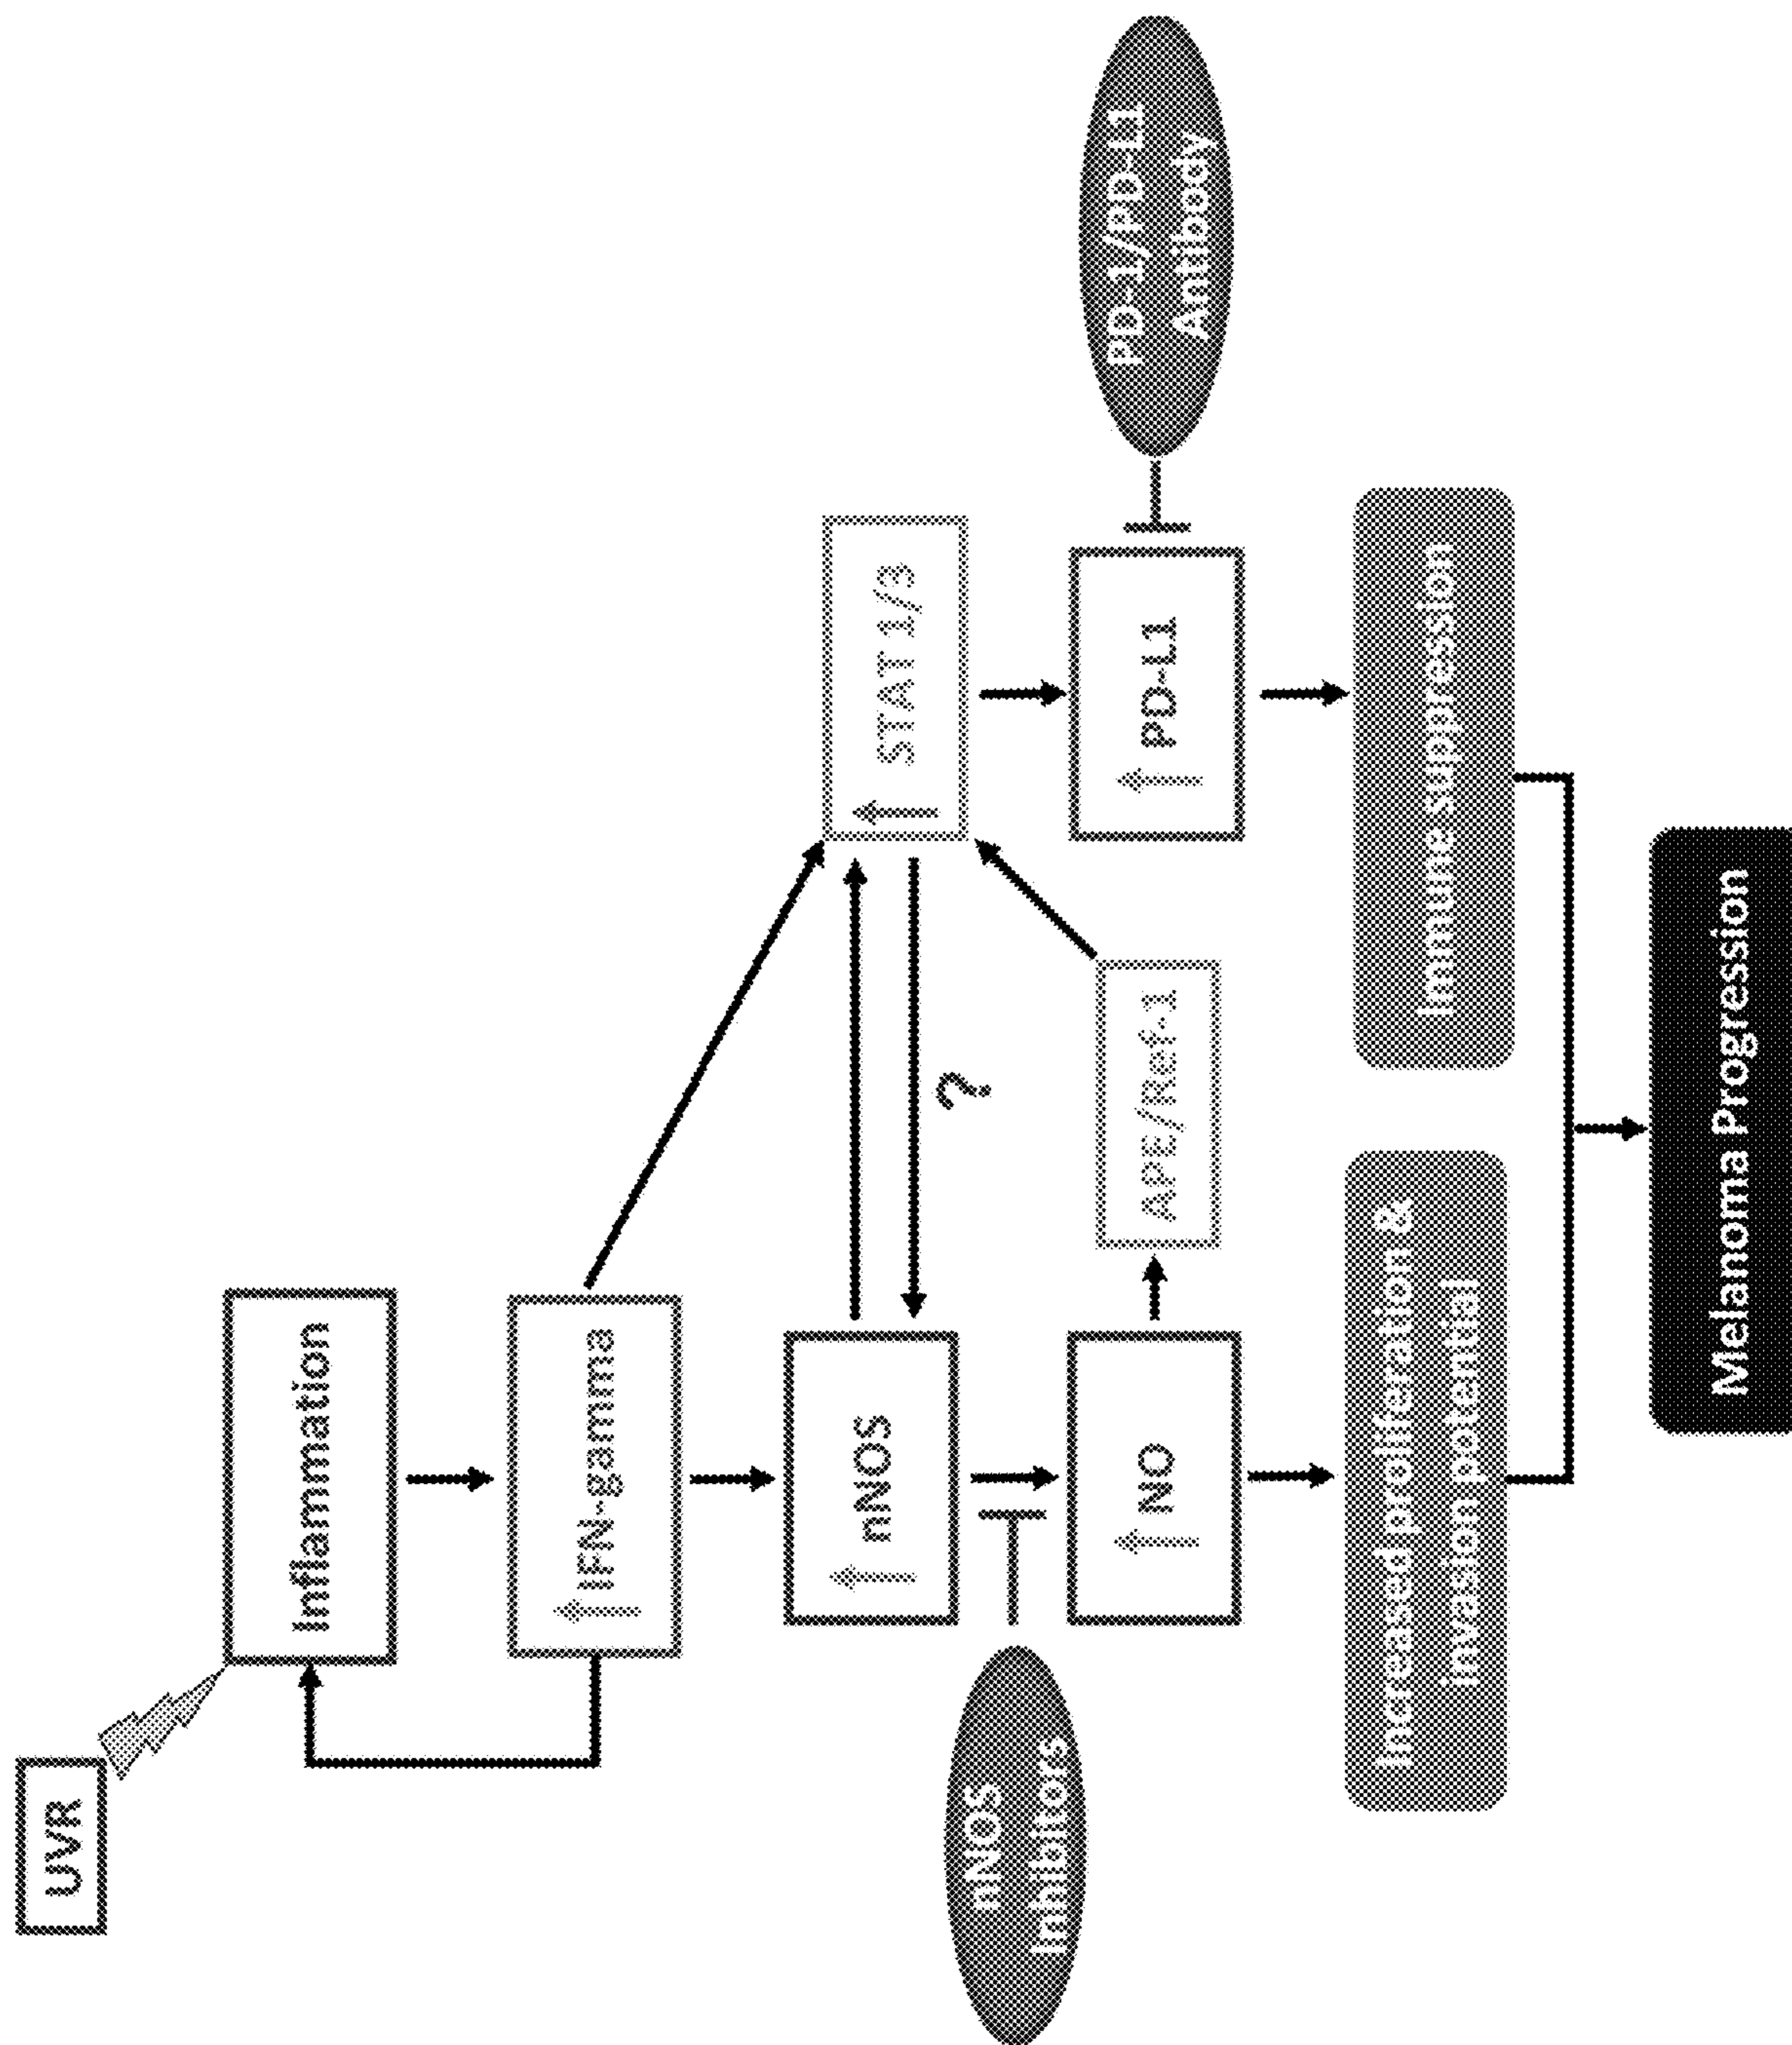 UVR
Inflammation
↑ IFN-gamma
↑ nNOS
↑ STAT 1/3
?
nNOS
Inhibitors
↑ NO
APE/Ref-1
↑ PD-L1
PD-1/PD-L1
Antibody
Increased proliferation &
invasion potential
Immune suppression
Melanoma Progression